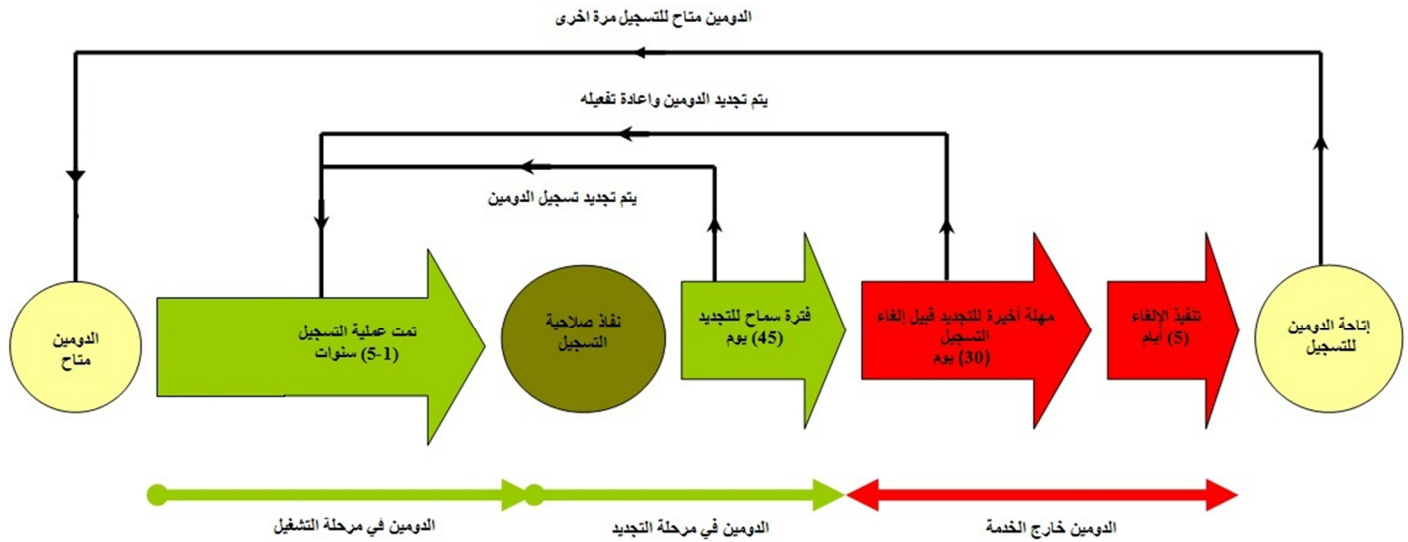 الدومين متاح للتسجيل مرة اخرى
يتم تجديد الدومين واعادة تفعيله
يتم تجديد تسجيل الدومين
الدومين
متاح
تمت عملية التسجيل
(5-1) سنوات
نفاذ صلاحية
التسجيل
فترة سماح للتجديد
(45) يوم
مهلة أخيرة للتجديد قبيل إلغاء
التسجيل
(30) يوم
تنفيذ الإلغاء
(5) أيام
إتاحة الدومين
للتسجيل
الدومين في مرحلة التشغيل
الدومين في مرحلة التجديد
الدومين خارج الخدمة